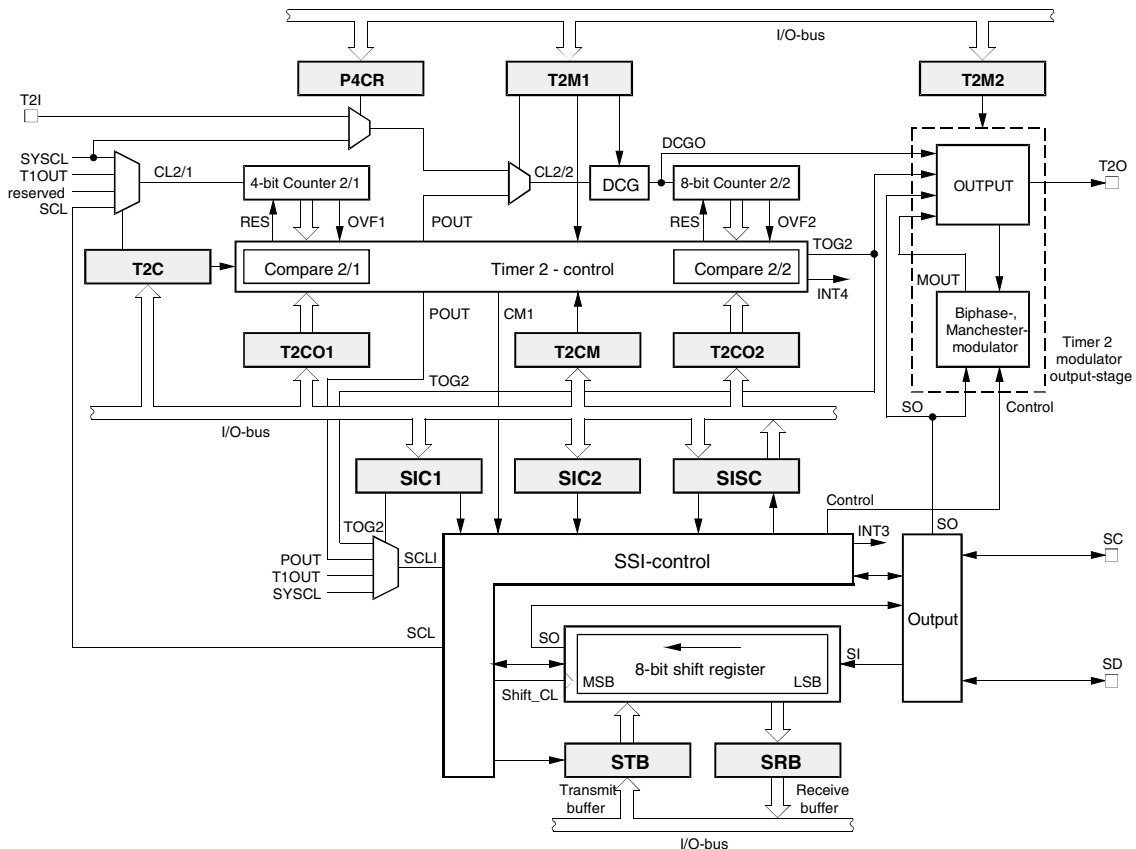 I/O-bus
P4CR
T2M1
T2M2
T2I
DCGO
SYSCL
T1OUT
reserved
SCL
CL2/1
4-bit Counter 2/1
CL2/2
DCG
8-bit Counter 2/2
OUTPUT
T2O
RES
OVF1
POUT
RES
OVF2
TOG2
T2C
Compare 2/1
Timer 2 - control
Compare 2/2
INT4
MOUT
POUT
CM1
Biphase-,
Manchester-
modulator
T2CO1
T2CM
T2CO2
Timer 2
modulator
output-stage
TOG2
I/O-bus
SO
Control
SIC1
SIC2
SISC
Control
TOG2
INT3
SO
SC
POUT
T1OUT
SYSCL
SCLI
SSI-control
Output
SCL
SO
SI
8-bit shift register
MSB
LSB
SD
Shift_CL
STB
SRB
Transmit
buffer
Receive
buffer
I/O-bus